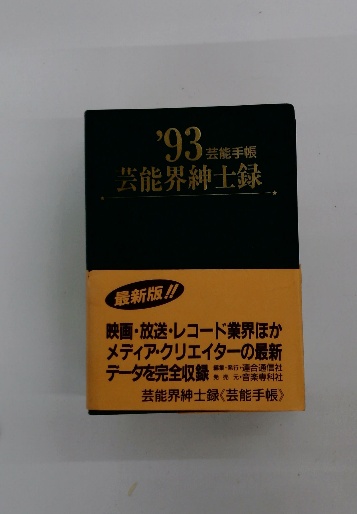 '93 芸能手帳
芸能界紳士録
最新版!!
映画・放送・レコード業界ほか
メディア・クリエイターの最新
データを完全収録 編集・発行・連合通信社
発売元・音楽専科社
芸能界紳士録《芸能手帳》